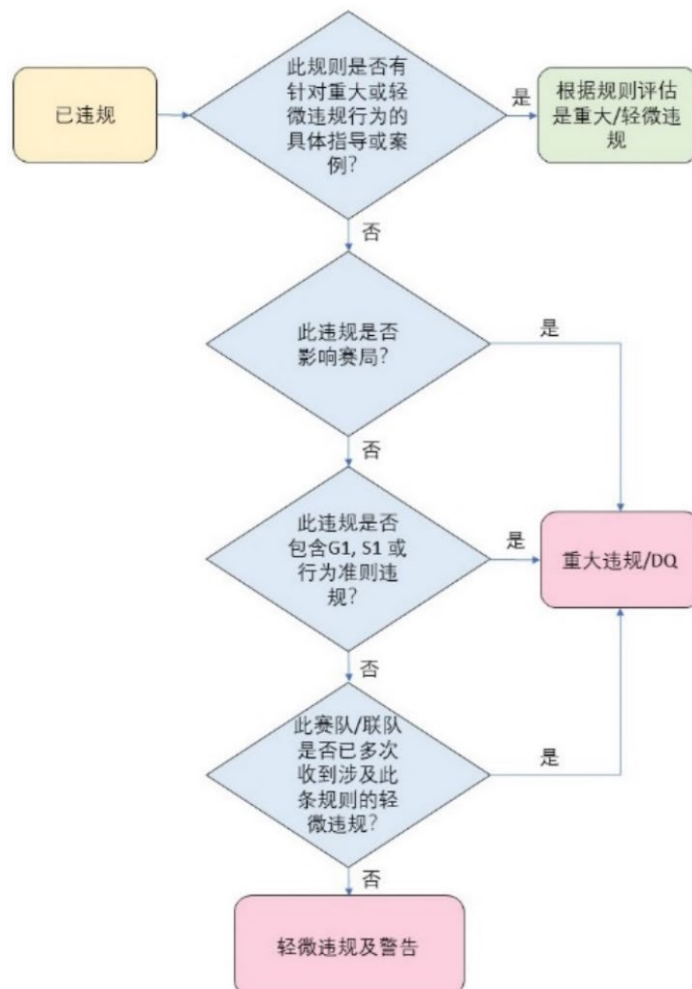 已违规
此规则是否有
针对重大或轻
微违规行为的
具体指导或案
例?
是
根据规则评估
是重大/轻微违
规
否
此违规是否
影响赛局?
是
否
此违规是否
包含G1, S1 或
行为准则违
规?
是
重大违规/DQ
否
此赛队/联队
是否已多次
收到涉及此
条规则的轻
微违规?
是
否
轻微违规及警告